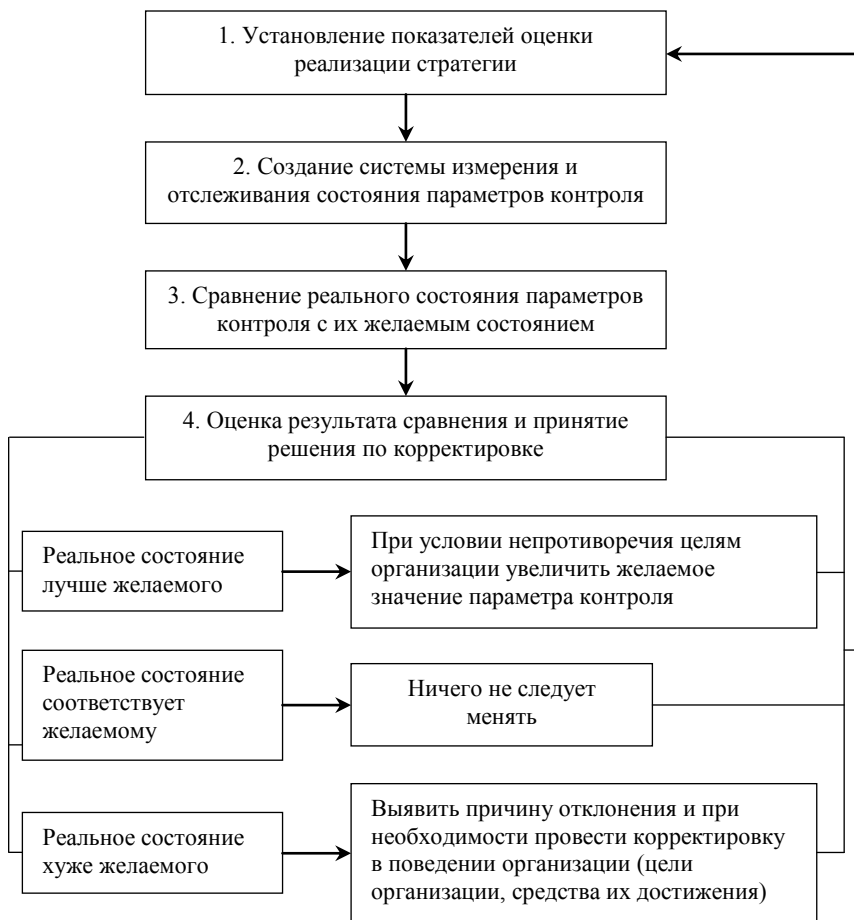 1. Установление показателей оценки
реализации стратегии
2. Создание системы измерения и
отслеживания состояния параметров контроля
3. Сравнение реального состояния параметров
контроля с их желаемым состоянием
4. Оценка результата сравнения и принятие
решения по корректировке
Реальное состояние
лучше желаемого
При условии непротиворечия целям
организации увеличить желаемое
значение параметра контроля
Реальное состояние
соответствует
желаемому
Ничего не следует
менять
Реальное состояние
хуже желаемого
Выявить причину отклонения и при
необходимости провести корректировку
в поведении организации (цели
организации, средства их достижения)